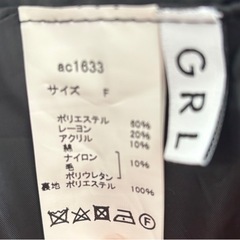 ac1633
サイズ F
ポリエステル 60%
レーヨン 20%
アクリル 10%
綿
ナイロン 10%
毛
ポリウレタン
裏地 ポリエステル 100%
F
GRL